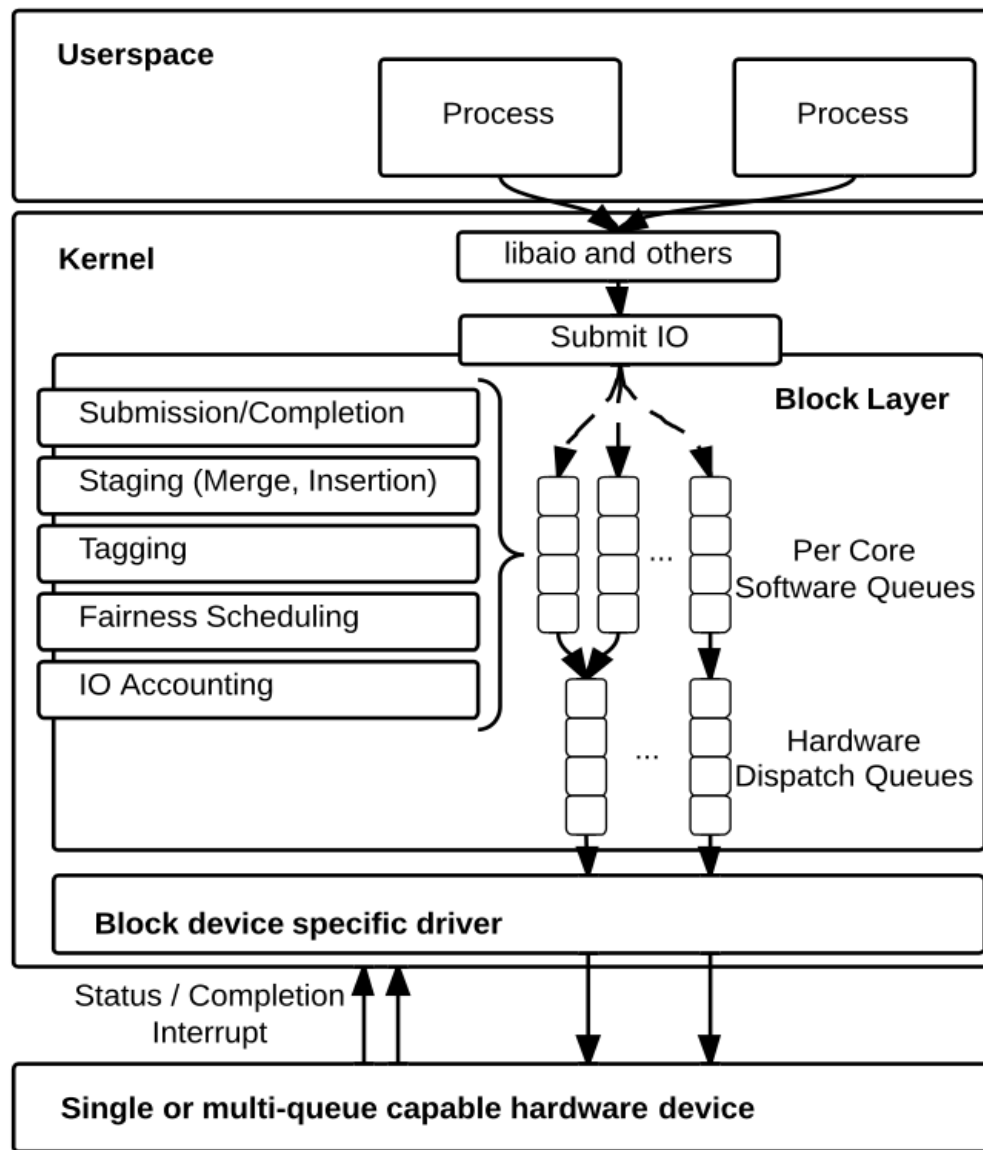 Userspace
Process
Process
Kernel
libaio and others
Submit IO
Block Layer
Submission/Completion
Staging (Merge, Insertion)
Tagging
Fairness Scheduling
IO Accounting
...
Per Core
Software Queues
...
Hardware
Dispatch Queues
Block device specific driver
Status / Completion
Interrupt
Single or multi-queue capable hardware device